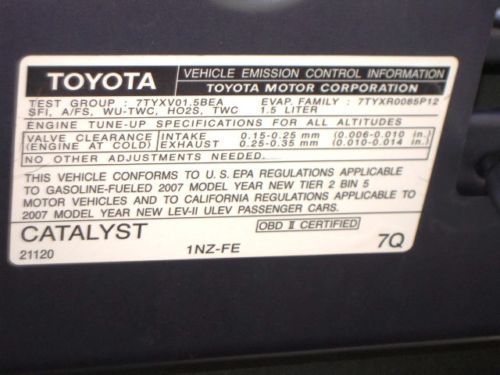 TOYOTA
VEHICLE EMISSION CONTROL INFORMATION
TOYOTA MOTOR CORPORATION
TEST GROUP : 7TYXV01.5BEA EVAP. FAMILY : 7TYXR0085P12
SFI, A/FS, WU-TWC, HO2S, TWC 1.5 LITER
ENGINE TUNE-UP SPECIFICATIONS FOR ALL ALTITUDES
VALVE CLEARANCE INTAKE 0.15-0.25 mm (0.006-0.010 in.)
(ENGINE AT COLD) EXHAUST 0.25-0.35 mm (0.010-0.014 in.)
NO OTHER ADJUSTMENTS NEEDED.
THIS VEHICLE CONFORMS TO U.S. EPA REGULATIONS APPLICABLE
TO GASOLINE-FUELED 2007 MODEL YEAR NEW TIER 2 BIN 5
MOTOR VEHICLES AND TO CALIFORNIA REGULATIONS APPLICABLE TO
2007 MODEL YEAR NEW LEV-II ULEV PASSENGER CARS.
CATALYST OBD II CERTIFIED
21120 1NZ-FE 7Q